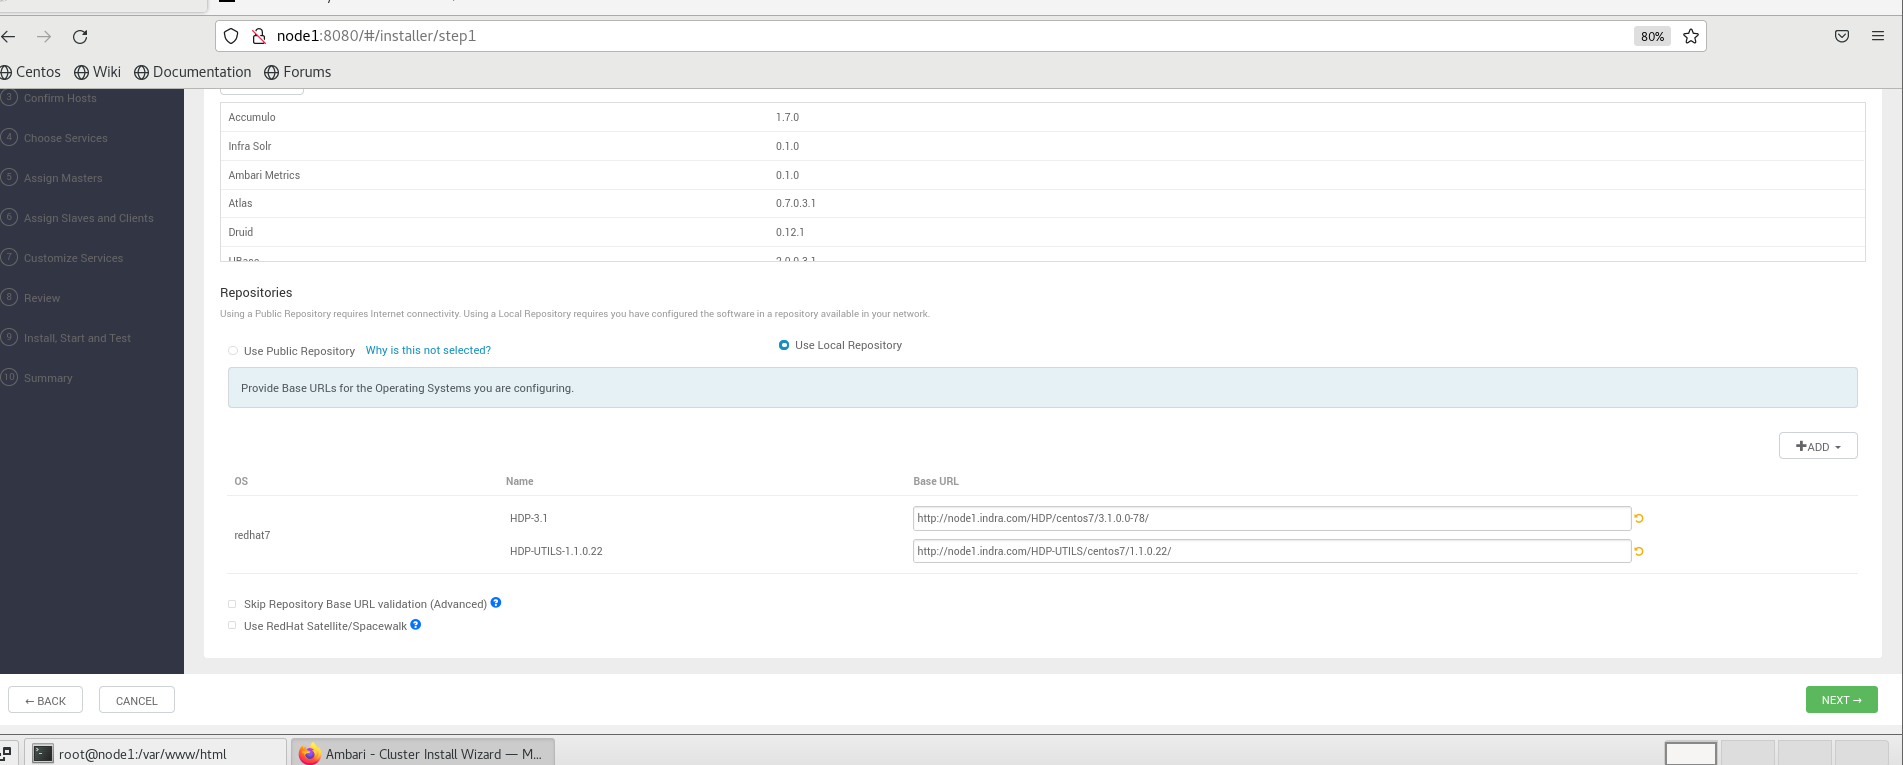 node1:8080/#/installer/step1
80%
Centos Wiki Documentation Forums
3 Confirm Hosts
4 Choose Services
5 Assign Masters
6 Assign Slaves and Clients
7 Customize Services
8 Review
9 Install, Start and Test
10 Summary
Accumulo 1.7.0
Infra Solr 0.1.0
Ambari Metrics 0.1.0
Atlas 0.7.0.3.1
Druid 0.12.1
HBase 2.0.0.3.1
Repositories
Using a Public Repository requires Internet connectivity. Using a Local Repository requires you have configured the software in a repository available in your network.
Use Public Repository Why is this not selected? Use Local Repository
Provide Base URLs for the Operating Systems you are configuring.
ADD
OS Name Base URL
redhat7
HDP-3.1 http://node1.indra.com/HDP/centos7/3.1.0.0-78/
HDP-UTILS-1.1.0.22 http://node1.indra.com/HDP-UTILS/centos7/1.1.0.22/
Skip Repository Base URL validation (Advanced) ?
Use RedHat Satellite/Spacewalk ?
← BACK CANCEL NEXT →
root@node1:/var/www/html Ambari - Cluster Install Wizard — M...